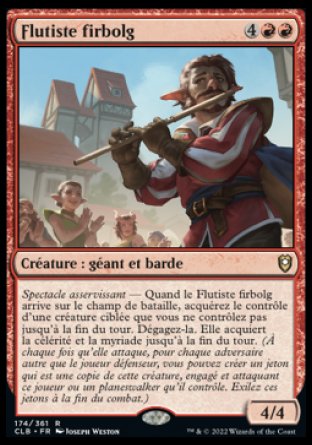 Flutiste firbolg 4
Créature : géant et barde
Spectacle asservissant — Quand le Flutiste firbolg
arrive sur le champ de bataille, acquérez le contrôle
d'une créature ciblée que vous ne contrôlez pas
jusqu'à la fin du tour. Dégagez-la. Elle acquiert
la célérité et la myriade jusqu'à la fin du tour. (À
chaque fois qu'elle attaque, pour chaque adversaire
autre que le joueur défenseur, vous pouvez créer un jeton
qui est une copie de cette créature, engagé et attaquant
ce joueur ou un planeswalker qu'il contrôle. Exilez ces
jetons à la fin du combat.)
4/4
174/361 R
CLB • FR Joseph Weston
™ & © 2022 Wizards of the Coast